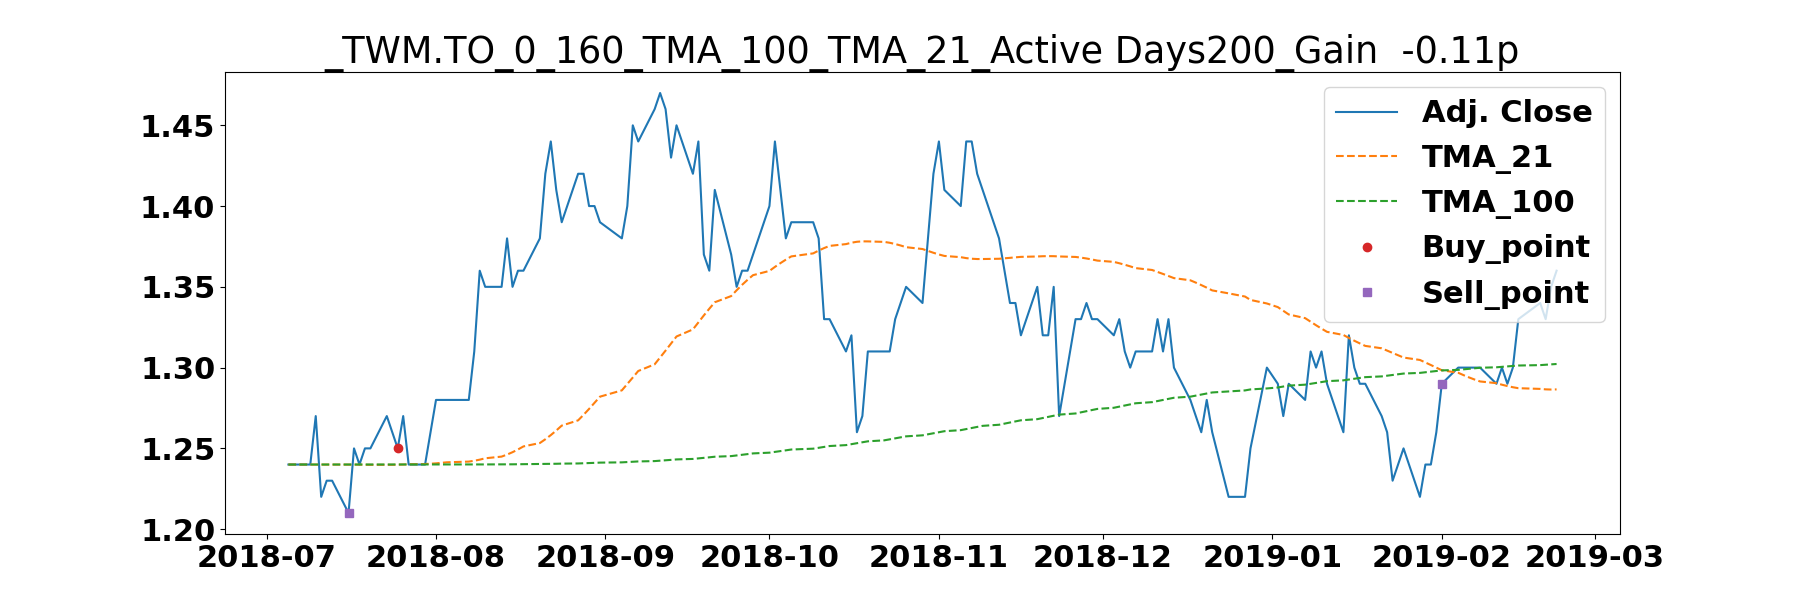 _TWM.TO_0_160_TMA_100_TMA_21_Active Days200_Gain  -0.11p
1.45
1.40
1.35
1.30
1.25
1.20
Adj. Close
TMA_21
TMA_100
Buy_point
Sell_point
2018-07 2018-08 2018-09 2018-10 2018-11 2018-12 2019-01 2019-02 2019-03